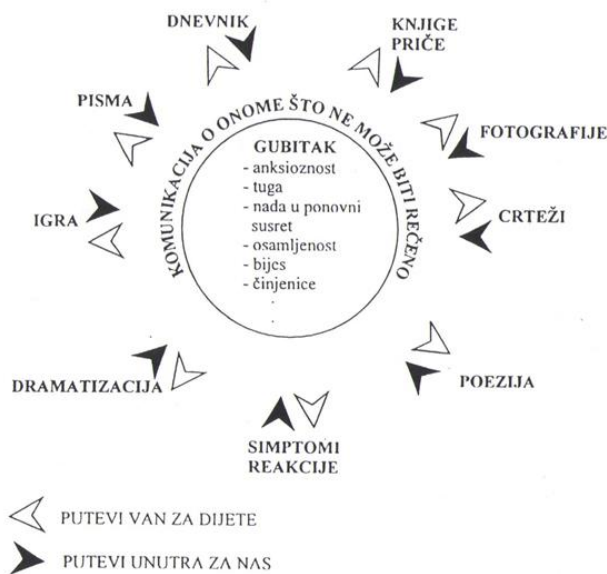 DNEVNIK
KNJIGE
PRIČE
PISMA
FOTOGRAFIJE
KOMUNIKACIJA O ONOME ŠTO NE MOŽE BITI REČENO
GUBITAK
- anksioznost
- tuga
- nada u ponovni
susret
- osamljenost
- bijes
- činjenice
.
.
IGRA
CRTEŽI
DRAMATIZACIJA
POEZIJA
SIMPTOMI
REAKCIJE
PUTEVI VAN ZA DIJETE
PUTEVI UNUTRA ZA NAS